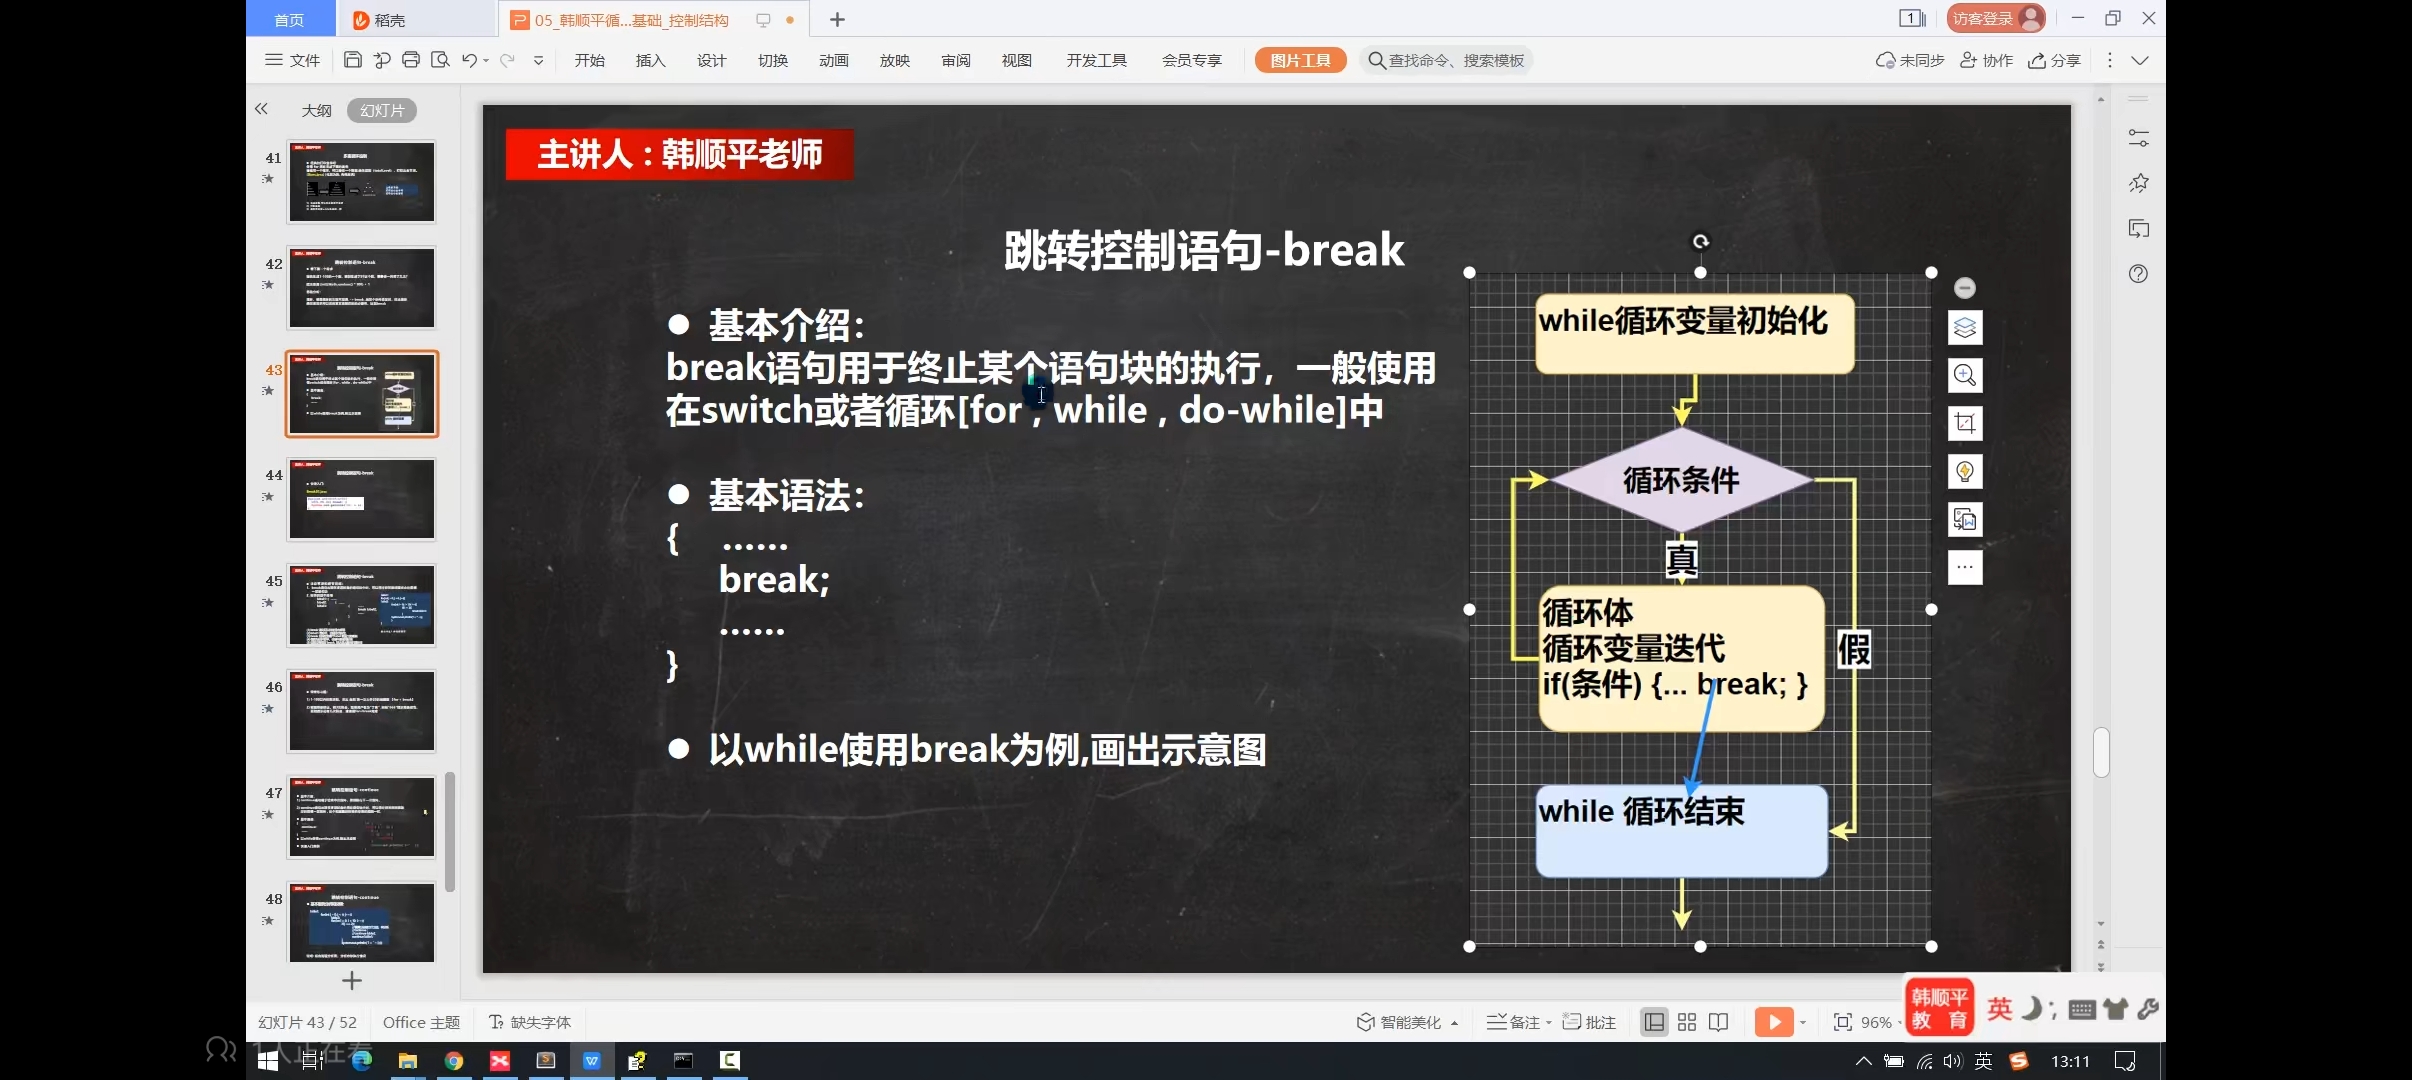 首页
稻壳
05_韩顺平循...基础_控制结构
访客登录
文件
开始
插入
设计
切换
动画
放映
审阅
视图
开发工具
会员专享
图片工具
查找命令、搜索模板
未同步
协作
分享
大纲
幻灯片
41
42
43
44
45
46
47
48
主讲人：韩顺平老师
跳转控制语句-break
● 基本介绍：
break语句用于终止某个语句块的执行，一般使用
在switch或者循环[for , while , do-while]中
● 基本语法：
{ ......
break;
......
}
● 以while使用break为例,画出示意图
while循环变量初始化
循环条件
真
循环体
循环变量迭代
if(条件) {... break; }
假
while 循环结束
幻灯片 43 / 52
Office 主题
缺失字体
智能美化
备注
批注
96%
韩顺平
教 育
英
1人正在看
英
13:11